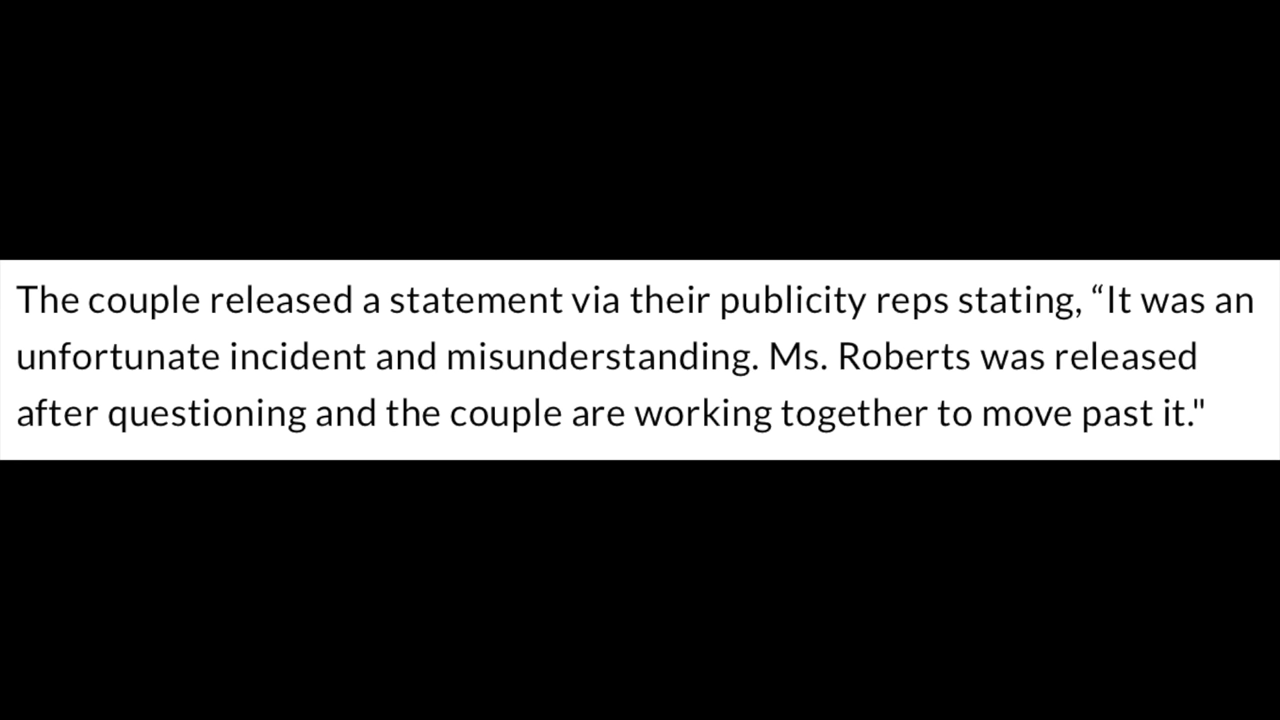 The couple released a statement via their publicity reps stating, “It was an
unfortunate incident and misunderstanding. Ms. Roberts was released
after questioning and the couple are working together to move past it."